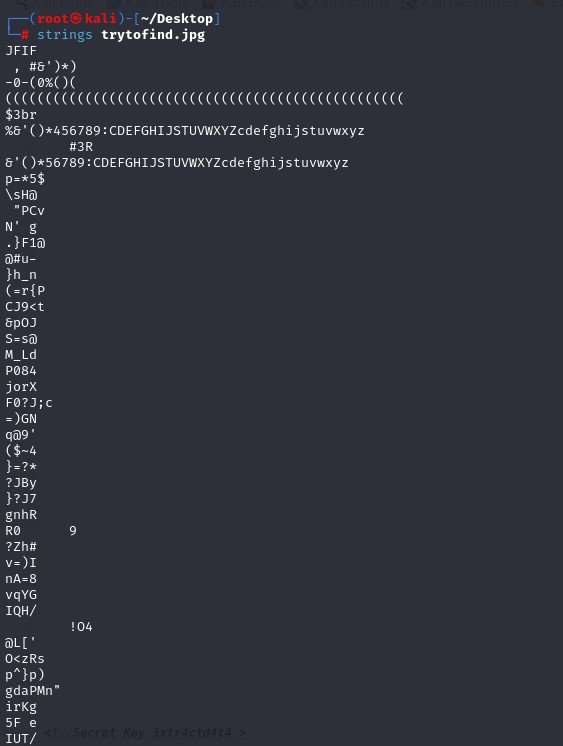 ┌──(root㉿kali)-[~/Desktop]
└─# strings trytofind.jpg
JFIF
 , #&')*)
-0-(0%()(
((((((((((((((((((((((((((((((((((((((((((((((((((
$3br
%&'()*456789:CDEFGHIJSTUVWXYZcdefghijstuvwxyz
        #3R
&'()*56789:CDEFGHIJSTUVWXYZcdefghijstuvwxyz
p=*5$
\sH@
 "PCv
N' g
.}F1@
@#u-
}h_n
(=r{P
CJ9<t
&pOJ
S=s@
M_Ld
P084
jorX
F0?J;c
=)GN
q@9'
($~4
}=?*
?JBy
}?J7
gnhR
R0      9
?Zh#
v=)I
nA=8
vqYG
IQH/
        !O4
@L['
O<zRs
p^}p)
gdaPMn"
irKg
5F e
<!..Secret Key 3xtr4ctd4t4 >
IUT/